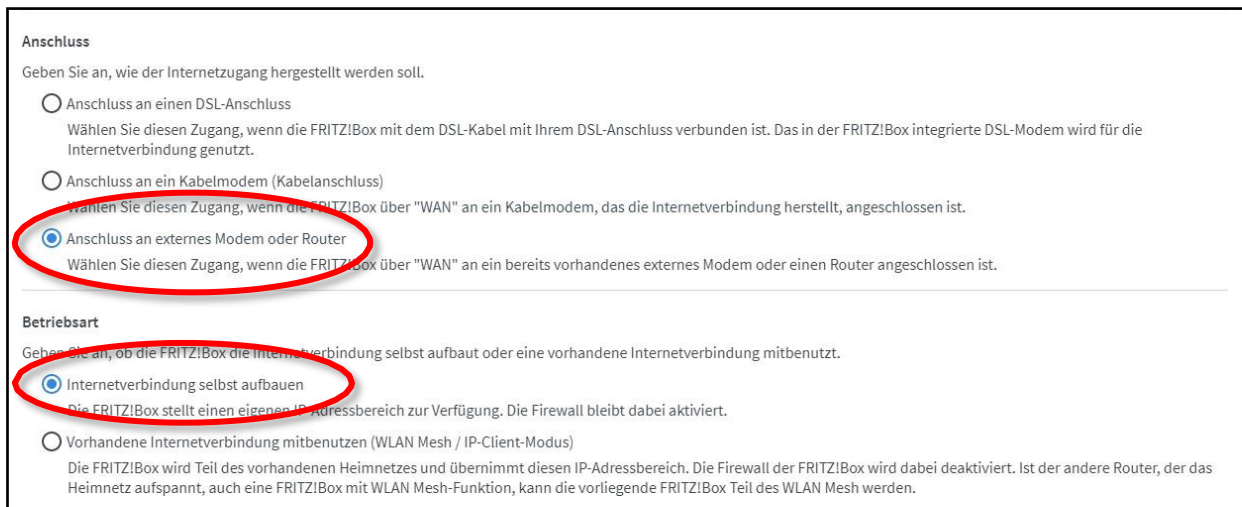 Anschluss
Geben Sie an, wie der Internetzugang hergestellt werden soll.
Anschluss an einen DSL-Anschluss
Wählen Sie diesen Zugang, wenn die FRITZ!Box mit dem DSL-Kabel mit Ihrem DSL-Anschluss verbunden ist. Das in der FRITZ!Box integrierte DSL-Modem wird für die
Internetverbindung genutzt.
Anschluss an ein Kabelmodem (Kabelanschluss)
Wählen Sie diesen Zugang, wenn die FRITZ!Box über "WAN" an ein Kabelmodem, das die Internetverbindung herstellt, angeschlossen ist.
Anschluss an externes Modem oder Router
Wählen Sie diesen Zugang, wenn die FRITZ!Box über "WAN" an ein bereits vorhandenes externes Modem oder einen Router angeschlossen ist.
Betriebsart
Geben Sie an, ob die FRITZ!Box die Internetverbindung selbst aufbaut oder eine vorhandene Internetverbindung mitbenutzt.
Internetverbindung selbst aufbauen
Die FRITZ!Box stellt einen eigenen IP-Adressbereich zur Verfügung. Die Firewall bleibt dabei aktiviert.
Vorhandene Internetverbindung mitbenutzen (WLAN Mesh / IP-Client-Modus)
Die FRITZ!Box wird Teil des vorhandenen Heimnetzes und übernimmt diesen IP-Adressbereich. Die Firewall der FRITZ!Box wird dabei deaktiviert. Ist der andere Router, der das
Heimnetz aufspannt, auch eine FRITZ!Box mit WLAN Mesh-Funktion, kann die vorliegende FRITZ!Box Teil des WLAN Mesh werden.